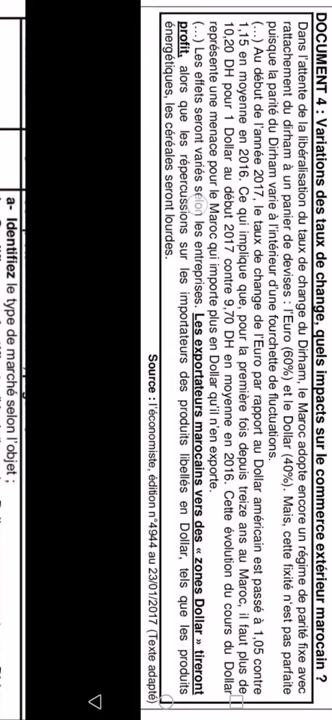 DOCUMENT 4 : Variations des taux de change, quels impacts sur le commerce extérieur marocain ?
Dans l'attente de la libéralisation du taux de change du Dirham, le Maroc adopte encore un régime de parité fixe avec
rattachement du dirham à un panier de devises : l'Euro (60%) et le Dollar (40%). Mais, cette fixité n'est pas parfaite
puisque la parité du Dirham varie à l'intérieur d'une fourchette de fluctuations.
(…) Au début de l'année 2017, le taux de change de l'Euro par rapport au Dollar américain est passé à 1,05 contre
1,15 en moyenne en 2016. Ce qui implique que, pour la première fois depuis treize ans au Maroc, il faut plus de
10,20 DH pour 1 Dollar au début 2017 contre 9,70 DH en moyenne en 2016. Cette évolution du cours du Dollar
représente une menace pour le Maroc qui importe plus en Dollar qu'il n'en exporte.
(…) Les effets seront variés selon les entreprises. Les exportateurs marocains vers des « zones Dollar » tireront
profit, alors que les répercussions sur les importateurs des produits libellés en Dollar, tels que les produits
énergétiques, les céréales seront lourdes.
Source : l'économiste, édition n°4944 au 23/01/2017 (Texte adapté)
a- Identifiez le type de marché selon l'objet ;